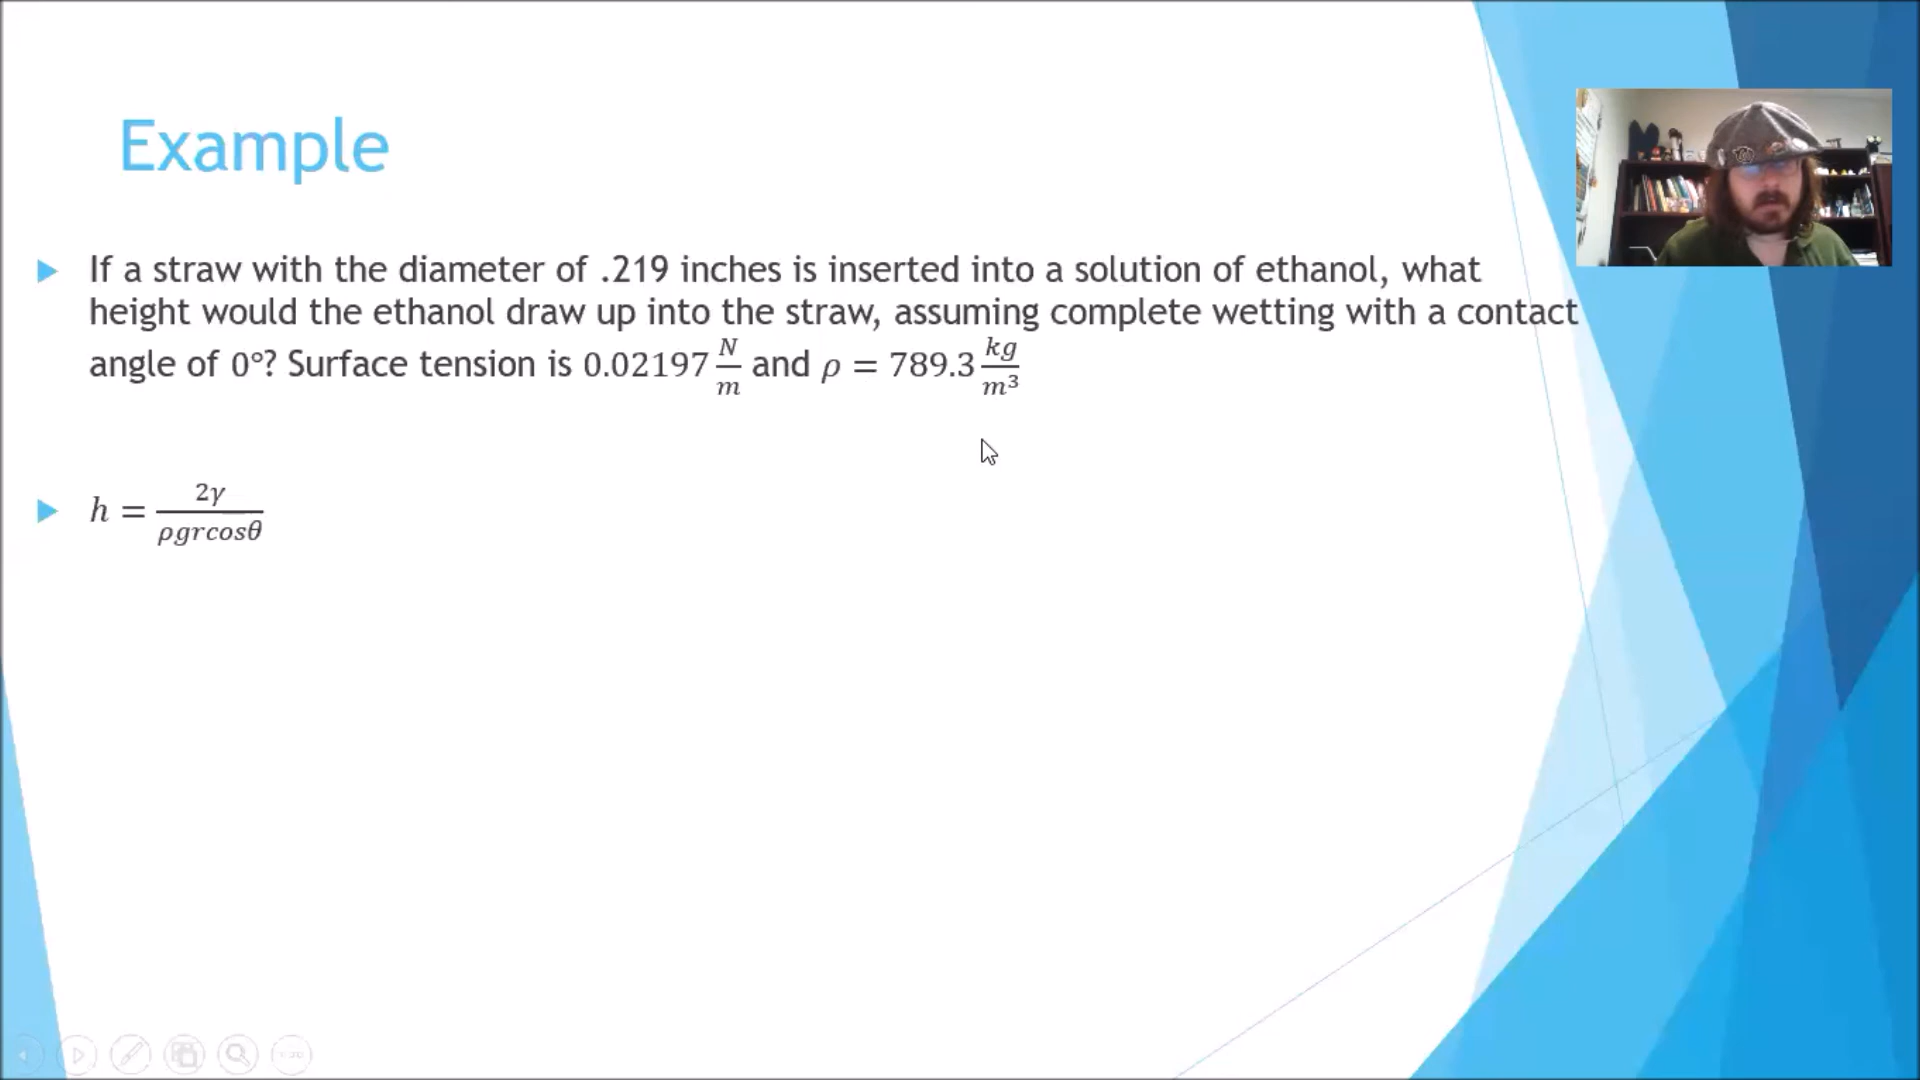 Example
If a straw with the diameter of .219 inches is inserted into a solution of ethanol, what
height would the ethanol draw up into the straw, assuming complete wetting with a contact
angle of 0°? Surface tension is 0.02197 N/m and ρ = 789.3 kg/m³
h = 2γ/ρgrcosθ